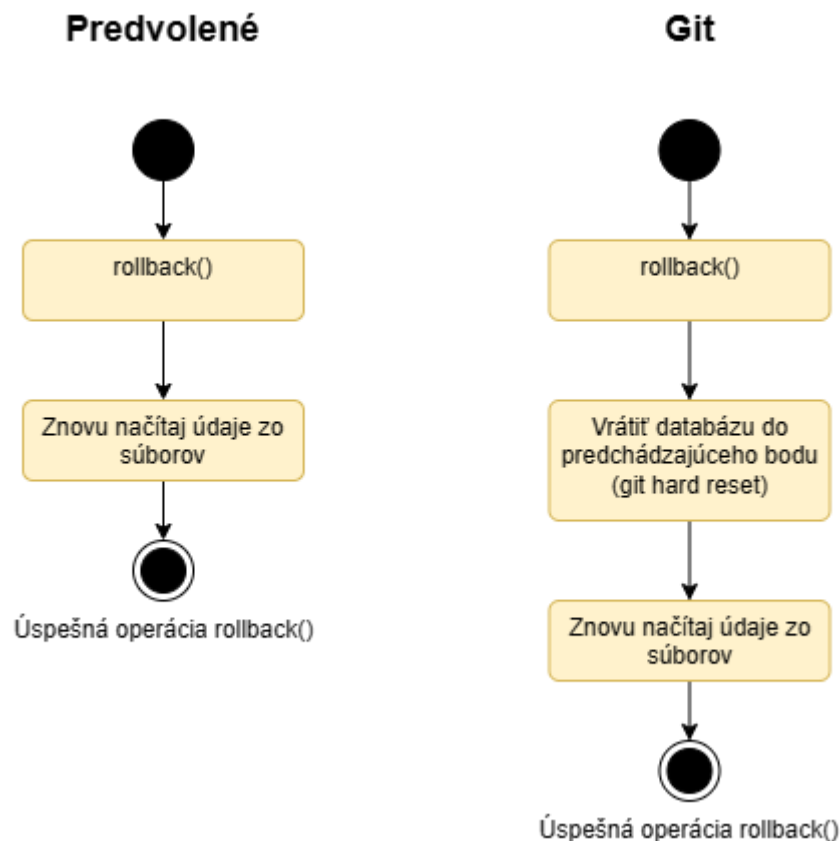 Predvolené
rollback()
Znovu načítaj údaje zo
súborov
Úspešná operácia rollback()
Git
rollback()
Vrátiť databázu do
predchádzajúceho bodu
(git hard reset)
Znovu načítaj údaje zo
súborov
Úspešná operácia rollback()